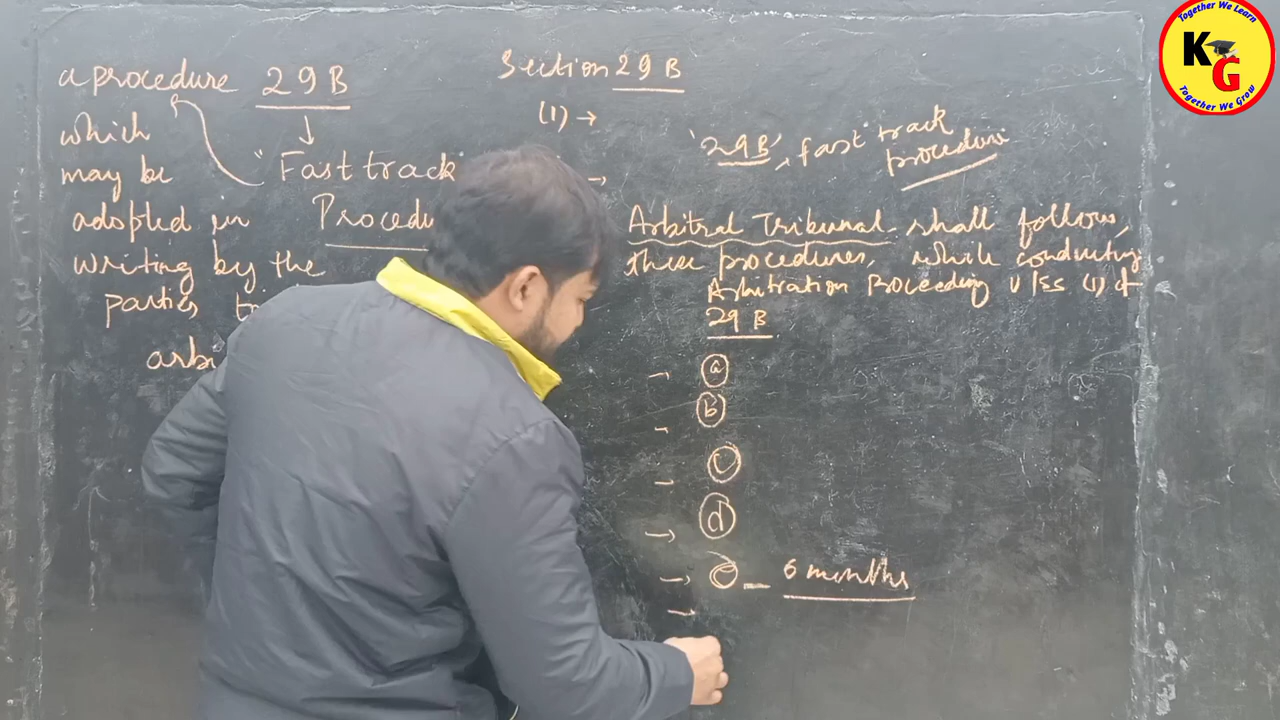 a procedure 29B
which
may be
adopted in
writing by the
parties
"Fast track
Section 29B
(1) →
'29B', fast track
procedure
→
Arbitral Tribunal shall follow,
these procedures, while conducting
Arbitration Proceeding u/ss (1) of
29 B
→ (a)
- (b)
→ (c)
→ (d)
→ (e) — 6 months
→
Together We Learn
KG
Together We Grow